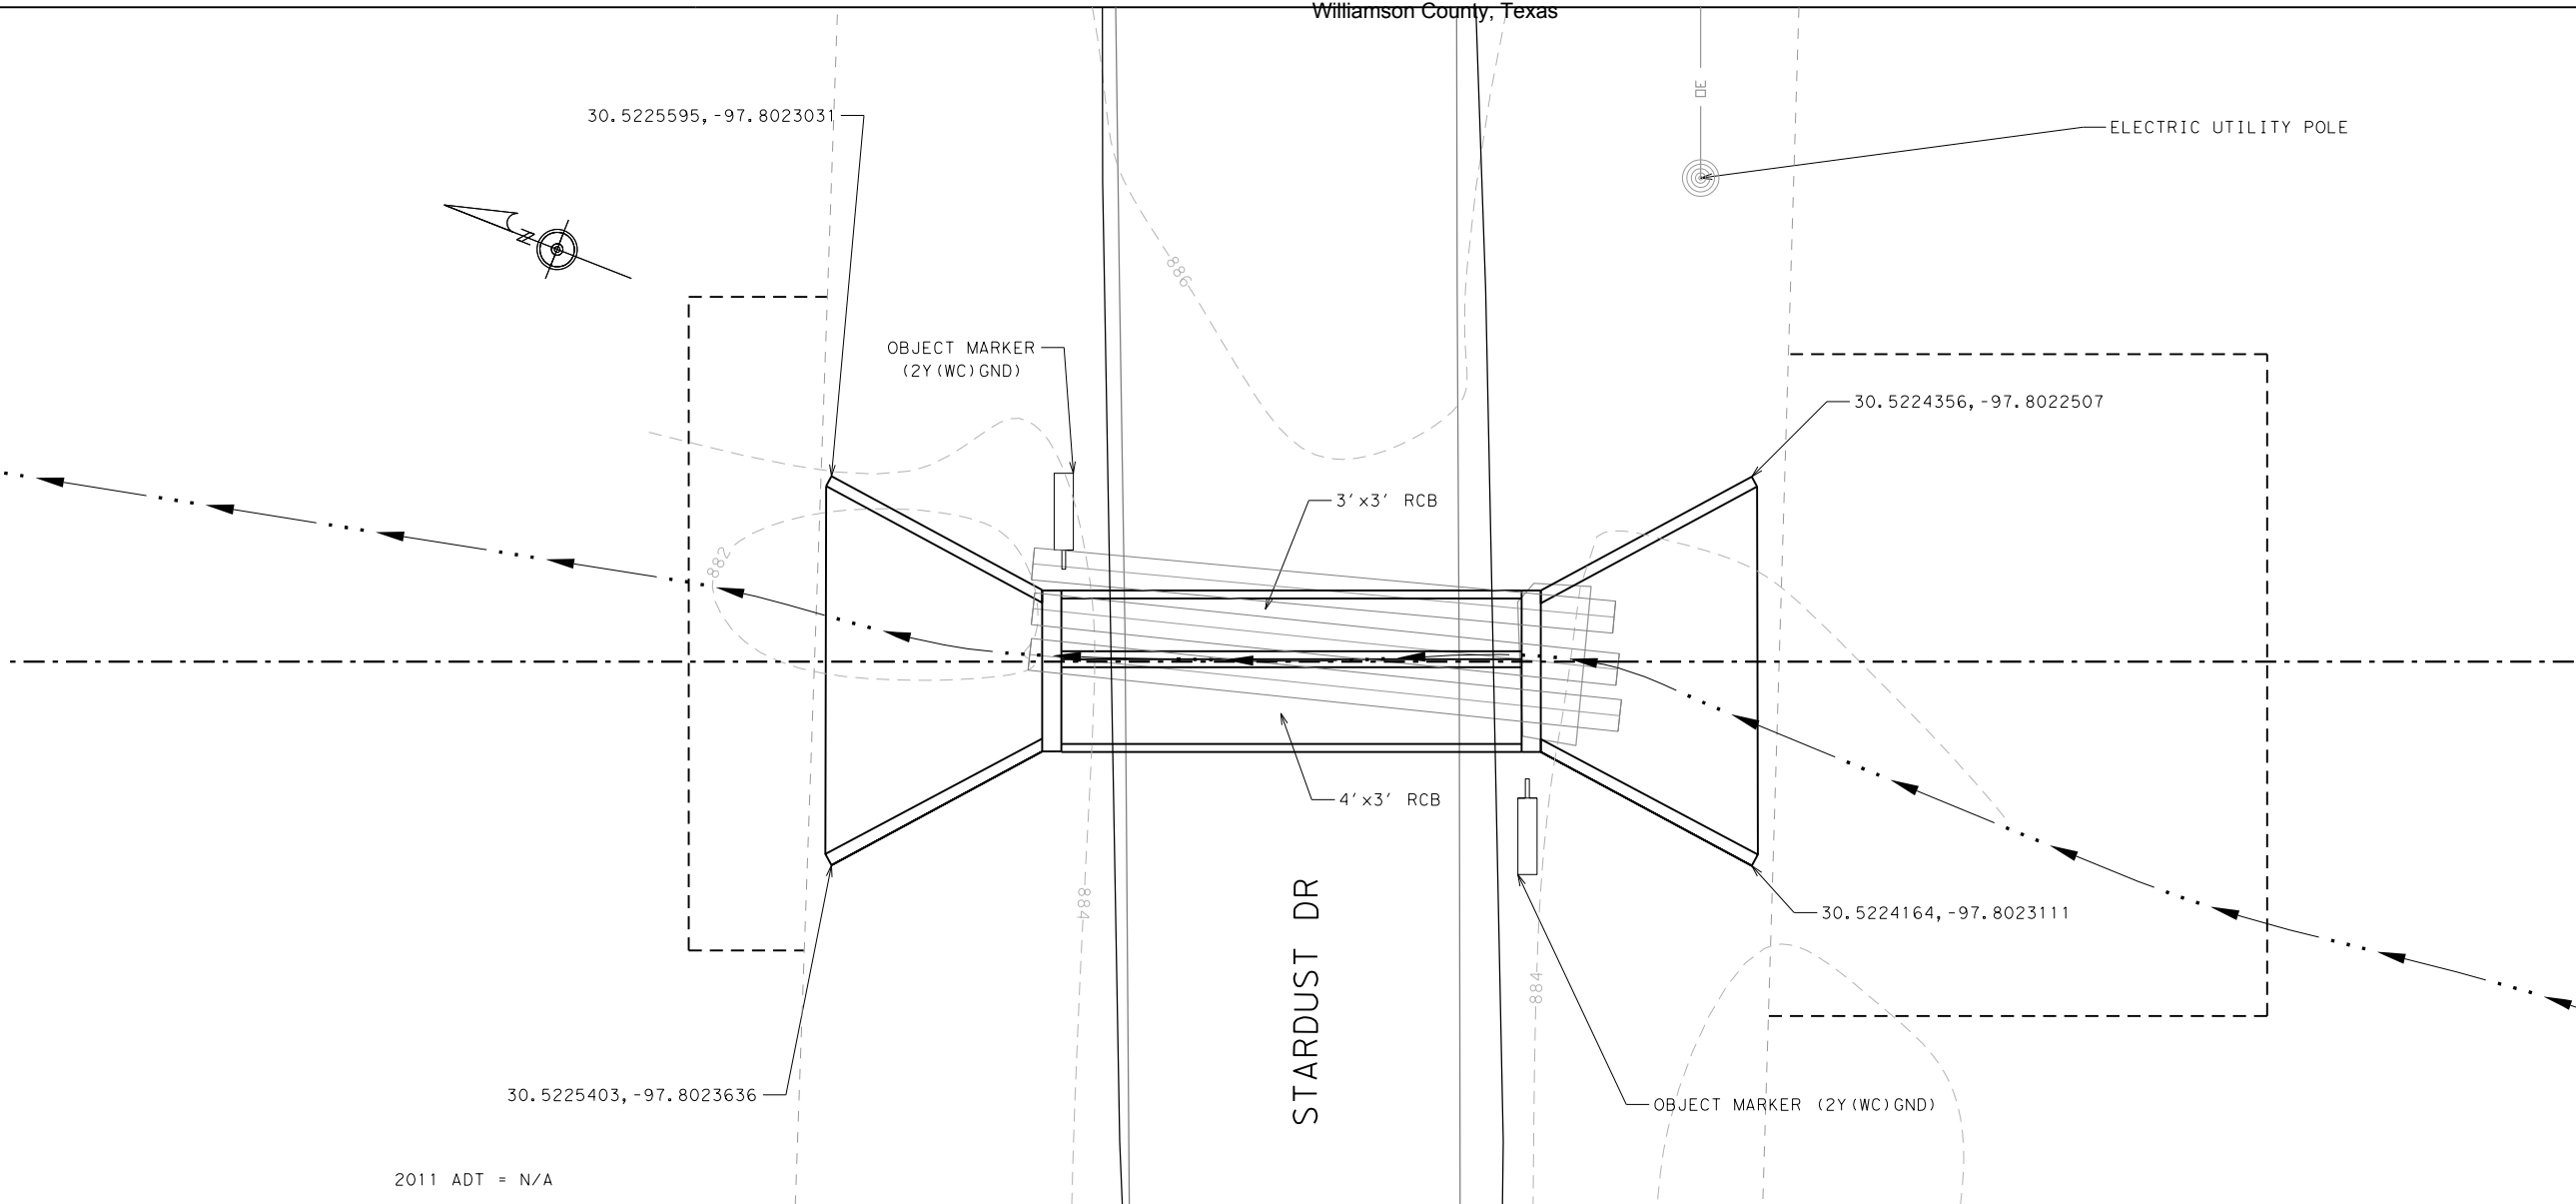 Williamson County, Texas
OE
30.5225595,-97.8023031
ELECTRIC UTILITY POLE
N
886
OBJECT MARKER
(2Y(WC)GND)
30.5224356,-97.8022507
3'x3' RCB
882
4'x3' RCB
884
STARDUST DR
30.5224164,-97.8023111
884
30.5225403,-97.8023636
OBJECT MARKER (2Y(WC)GND)
2011 ADT = N/A